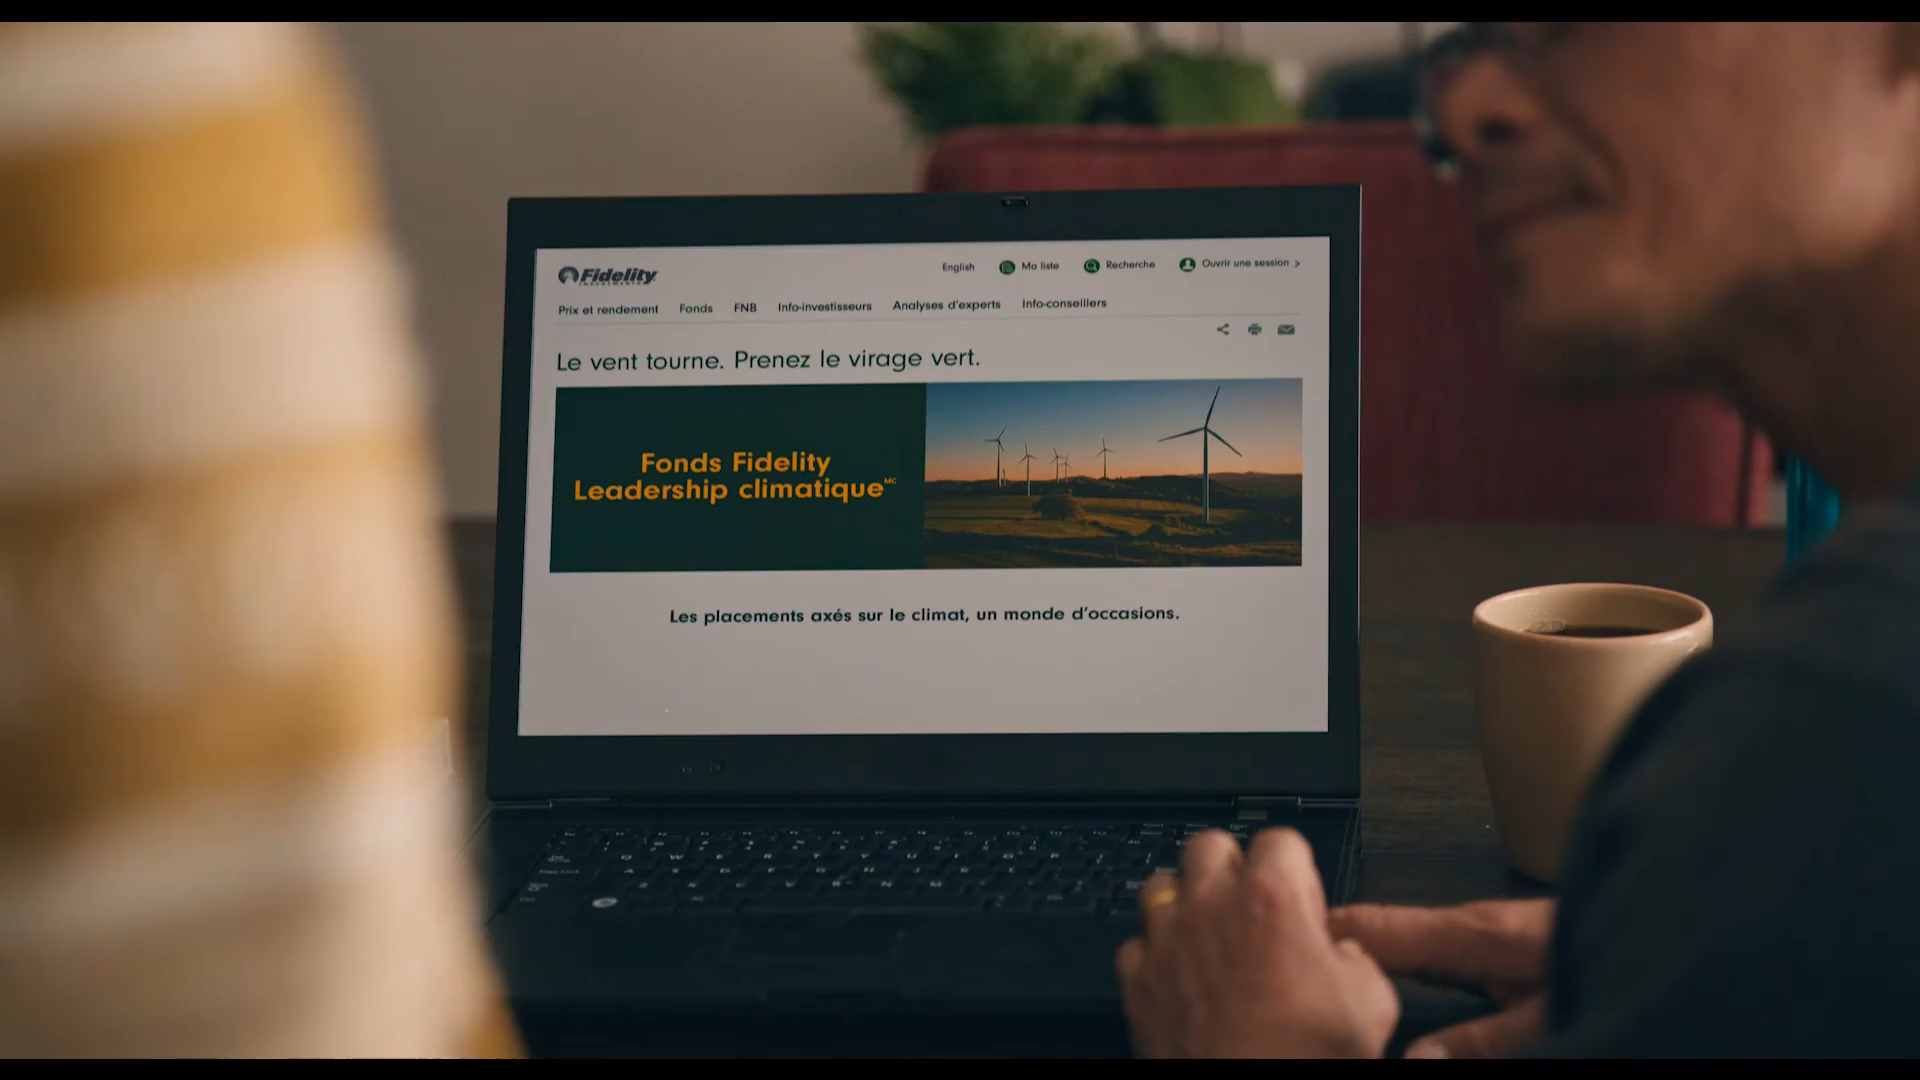 Fidelity
INVESTMENTS
English
Ma liste
Recherche
Ouvrir une session >
Prix et rendement
Fonds
FNB
Info-investisseurs
Analyses d'experts
Info-conseillers
Le vent tourne. Prenez le virage vert.
Fonds Fidelity
Leadership climatiqueMC
Les placements axés sur le climat, un monde d'occasions.